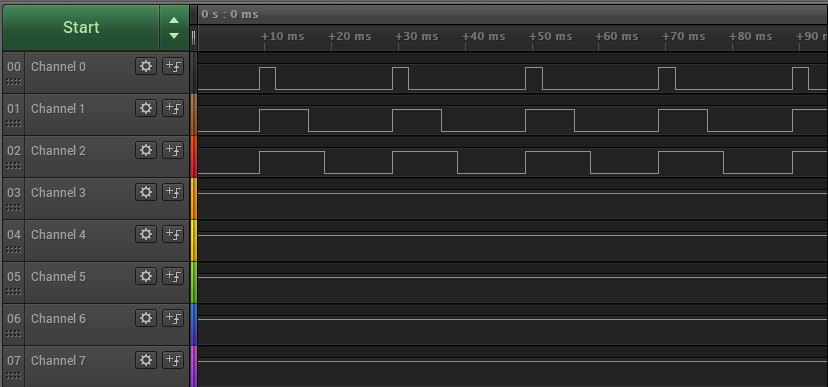 Start
0 s : 0 ms
+10 ms +20 ms +30 ms +40 ms +50 ms +60 ms +70 ms +80 ms +90 m
00 Channel 0
01 Channel 1
02 Channel 2
03 Channel 3
04 Channel 4
05 Channel 5
06 Channel 6
07 Channel 7